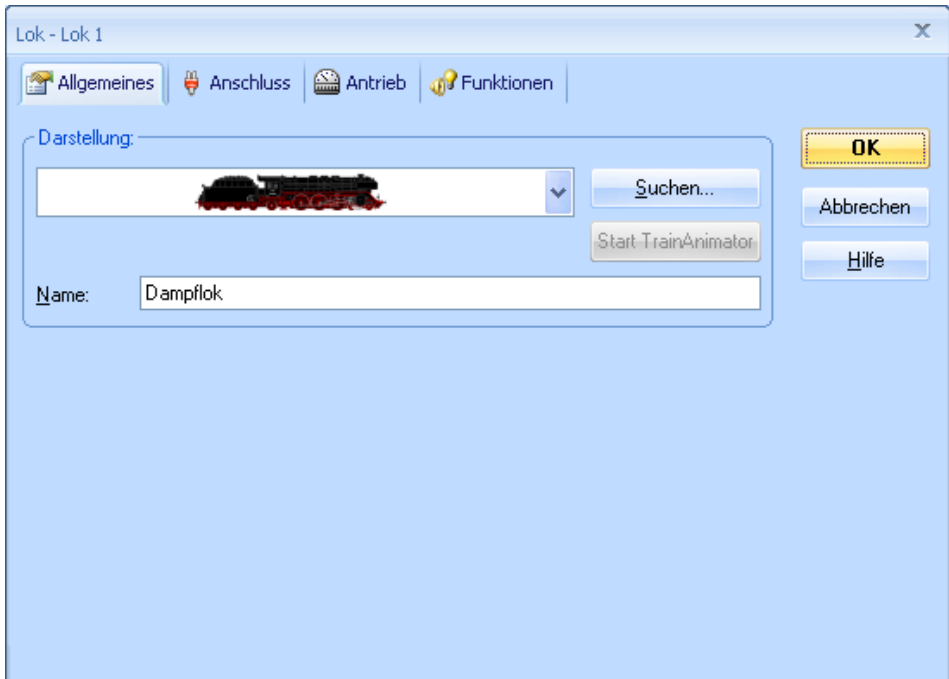 Lok - Lok 1
Allgemeines Anschluss Antrieb Funktionen
Darstellung:
OK
Suchen...
Abbrechen
Start TrainAnimator
Hilfe
Name: Dampflok